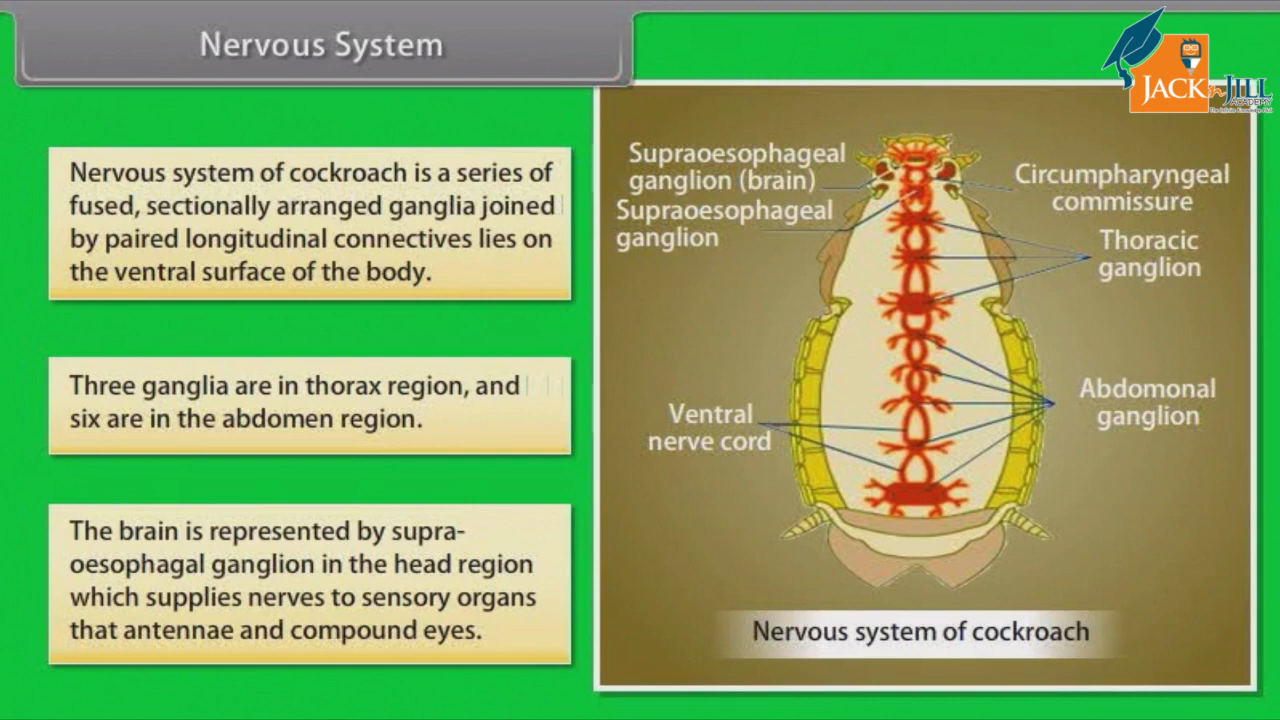 Nervous System
JACK n JILL
ACADEMY
Nervous system of cockroach is a series of
fused, sectionally arranged ganglia joined
by paired longitudinal connectives lies on
the ventral surface of the body.
Three ganglia are in thorax region, and
six are in the abdomen region.
The brain is represented by supra-
oesophagal ganglion in the head region
which supplies nerves to sensory organs
that antennae and compound eyes.
Supraoesophageal
ganglion (brain)
Supraoesophageal
ganglion
Circumpharyngeal
commissure
Thoracic
ganglion
Abdomonal
ganglion
Ventral
nerve cord
Nervous system of cockroach